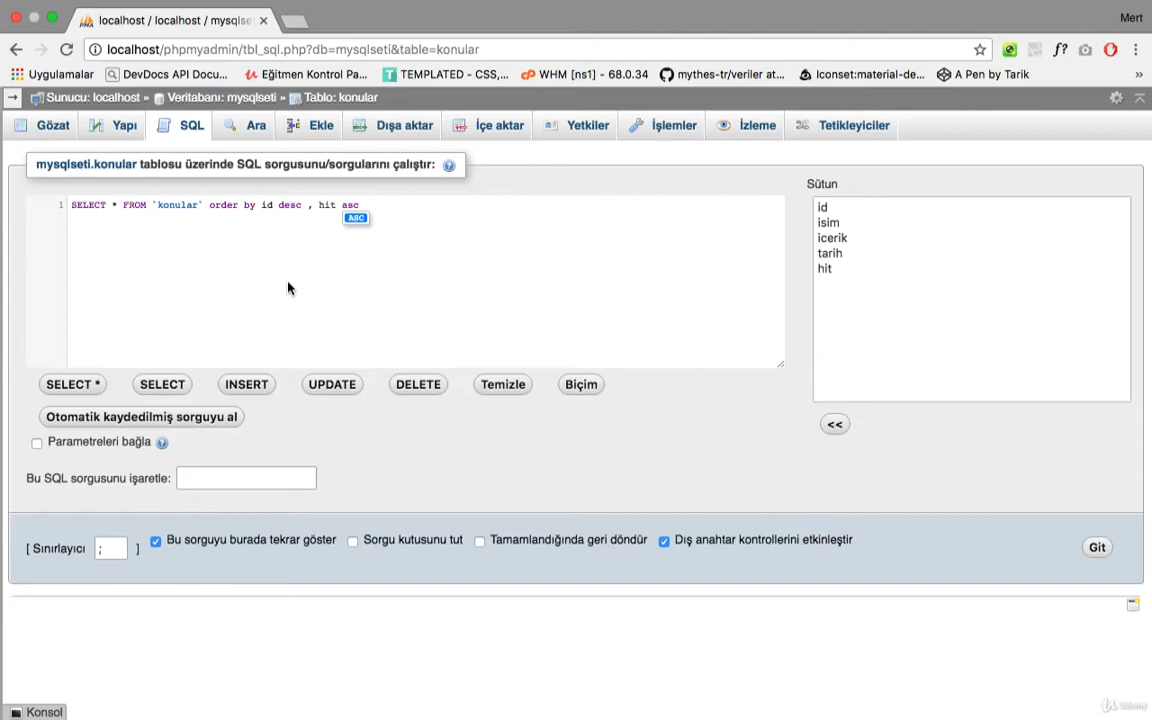 localhost / localhost / mysqlse
Mert
localhost/phpmyadmin/tbl_sql.php?db=mysqlseti&table=konular
f?
Uygulamalar
DevDocs API Docu...
Eğitmen Kontrol Pa...
TEMPLATED - CSS,...
WHM [ns1] - 68.0.34
mythes-tr/veriler at...
Iconset:material-de...
A Pen by Tarik
»
Sunucu: localhost » Veritabanı: mysqlseti » Tablo: konular
Gözat
Yapı
SQL
Ara
Ekle
Dışa aktar
İçe aktar
Yetkiler
İşlemler
İzleme
Tetikleyiciler
mysqlseti.konular tablosu üzerinde SQL sorgusunu/sorgularını çalıştır:
Sütun
1 SELECT * FROM `konular` order by id desc , hit asc
ASC
id
isim
icerik
tarih
hit
SELECT *
SELECT
INSERT
UPDATE
DELETE
Temizle
Biçim
Otomatik kaydedilmiş sorguyu al
<<
Parametreleri bağla
Bu SQL sorgusunu işaretle:
[ Sınırlayıcı ; ]
Bu sorguyu burada tekrar göster
Sorgu kutusunu tut
Tamamlandığında geri döndür
Dış anahtar kontrollerini etkinleştir
Git
Konsol
Udemy